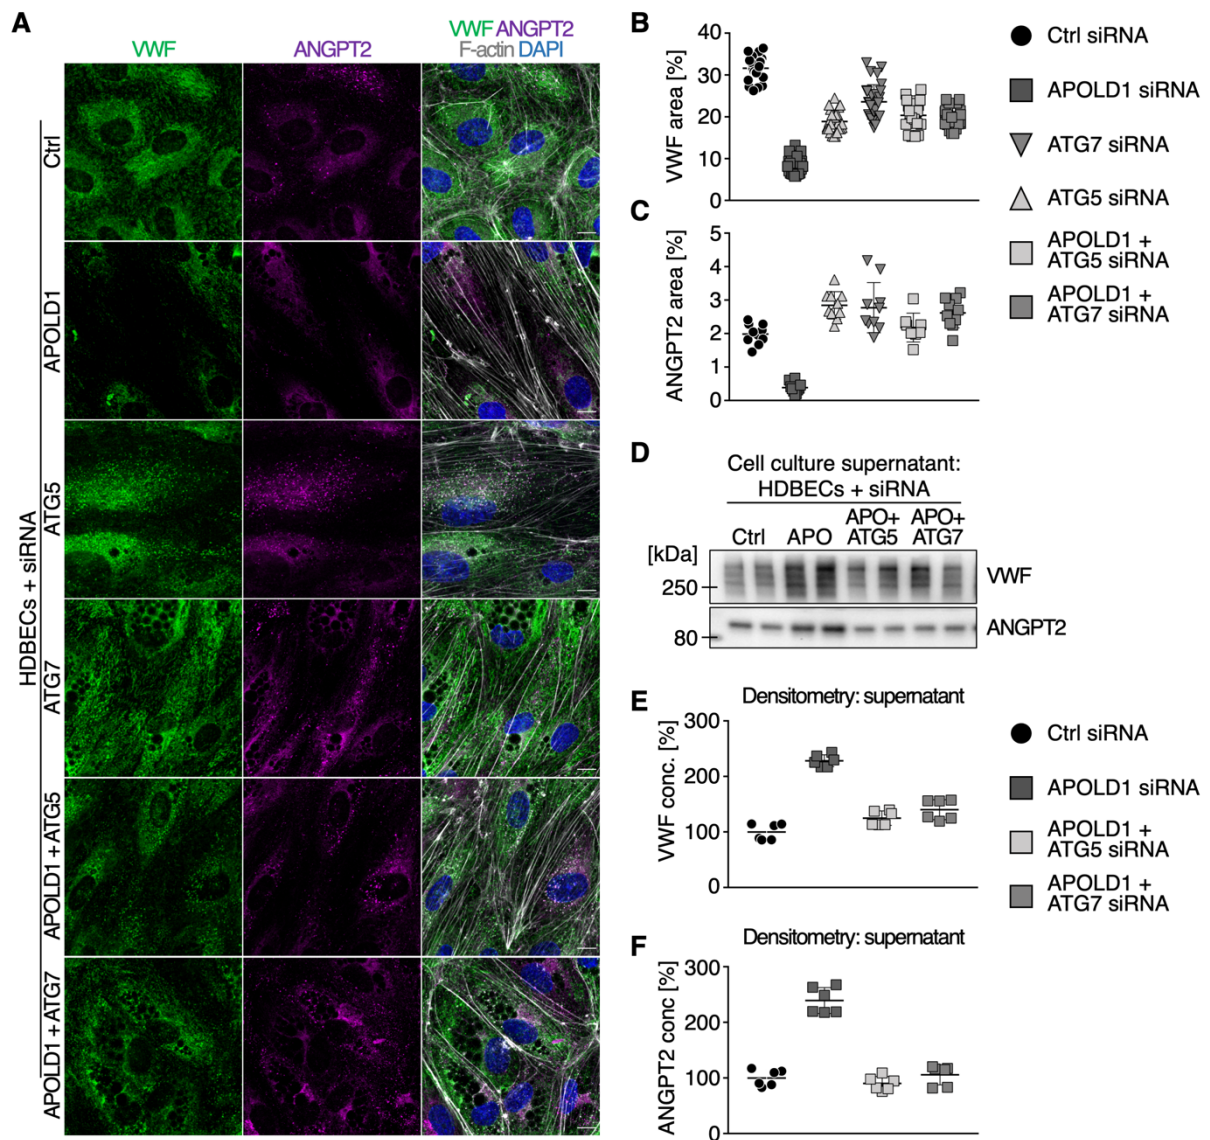 A
VWF
ANGPT2
VWF ANGPT2
F-actin DAPI
HDBECs + siRNA
Ctrl
APOLD1
ATG5
ATG7
APOLD1 +ATG5
APOLD1 +ATG7
B
VWF area [%]
40
30
20
10
0
Ctrl siRNA
APOLD1 siRNA
ATG7 siRNA
ATG5 siRNA
APOLD1 +
ATG5 siRNA
APOLD1 +
ATG7 siRNA
C
ANGPT2 area [%]
5
4
3
2
1
0
D
Cell culture supernatant:
HDBECs + siRNA
Ctrl APO APO+ ATG5 APO+ ATG7
[kDa]
250
VWF
80
ANGPT2
E
Densitometry: supernatant
VWF conc. [%]
300
200
100
0
Ctrl siRNA
APOLD1 siRNA
APOLD1 +
ATG5 siRNA
APOLD1 +
ATG7 siRNA
F
Densitometry: supernatant
ANGPT2 conc [%]
300
200
100
0